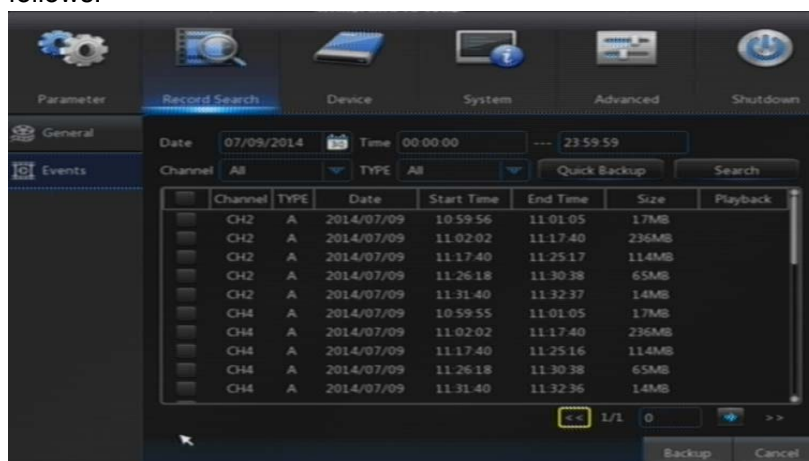 Parameter Record Search Device System Advanced Shutdown
General
Events
Date 07/09/2014 Time 00:00:00 --- 23:59:59
Channel All TYPE All Quick Backup Search
Channel TYPE Date Start Time End Time Size Playback
CH2 A 2014/07/09 10:59:56 11:01:05 17MB
CH2 A 2014/07/09 11:02:02 11:17:40 236MB
CH2 A 2014/07/09 11:17:40 11:25:17 114MB
CH2 A 2014/07/09 11:26:18 11:30:38 65MB
CH2 A 2014/07/09 11:31:40 11:32:37 14MB
CH4 A 2014/07/09 10:59:55 11:01:05 17MB
CH4 A 2014/07/09 11:02:02 11:17:40 236MB
CH4 A 2014/07/09 11:17:40 11:25:16 114MB
CH4 A 2014/07/09 11:26:18 11:30:38 65MB
CH4 A 2014/07/09 11:31:40 11:32:36 14MB
<< 1/1 0 >>
Backup Cancel